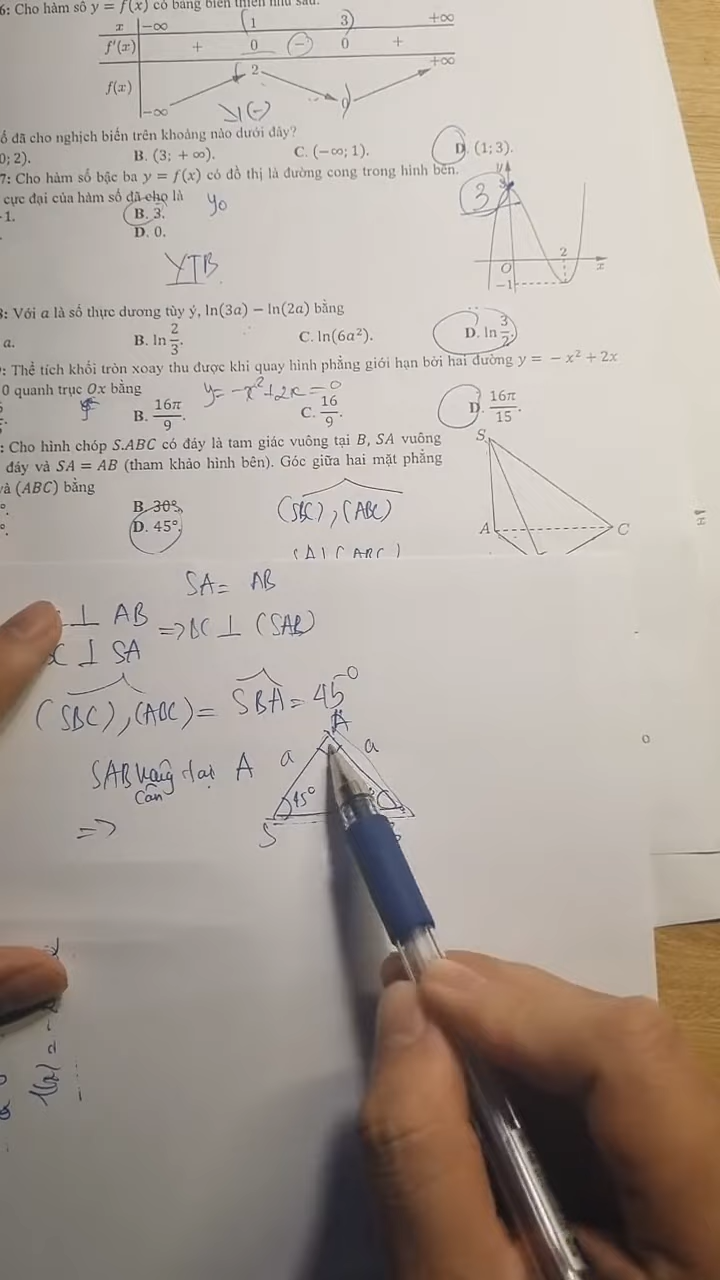 6: Cho hàm số y = f(x) có bảng biến thiên như sau:
x −∞ 1 3 +∞
f'(x) + 0 − 0 +
f(x) −∞ 2 0 +∞
↘ (−)
ố đã cho nghịch biến trên khoảng nào dưới đây?
0; 2). B. (3; +∞). C. (−∞; 1). D. (1; 3).
7: Cho hàm số bậc ba y = f(x) có đồ thị là đường cong trong hình bên.
cực đại của hàm số đã cho là y₀
-1. B. 3.
D. 0.
3
y
3
O 2 x
−1
YTB
8: Với a là số thực dương tùy ý, ln(3a) − ln(2a) bằng
a. B. ln 2/3. C. ln(6a²). D. ln 3/2.
9: Thể tích khối tròn xoay thu được khi quay hình phẳng giới hạn bởi hai đường y = −x² + 2x
0 quanh trục Ox bằng y = −x² + 2x = 0
B. 16π/9. C. 16/9. D. 16π/15.
: Cho hình chóp S.ABC có đáy là tam giác vuông tại B, SA vuông
đáy và SA = AB (tham khảo hình bên). Góc giữa hai mặt phẳng
và (ABC) bằng
B. 30°.
D. 45°.
(SBC), (ABC)
S
A C
SA = AB
⊥ AB
⊥ SA
=> BC ⊥ (SAB)
(SBC), (ABC) = SBA = 45°
SAB vuông tại A
cân
=>
A
a a
45°
S